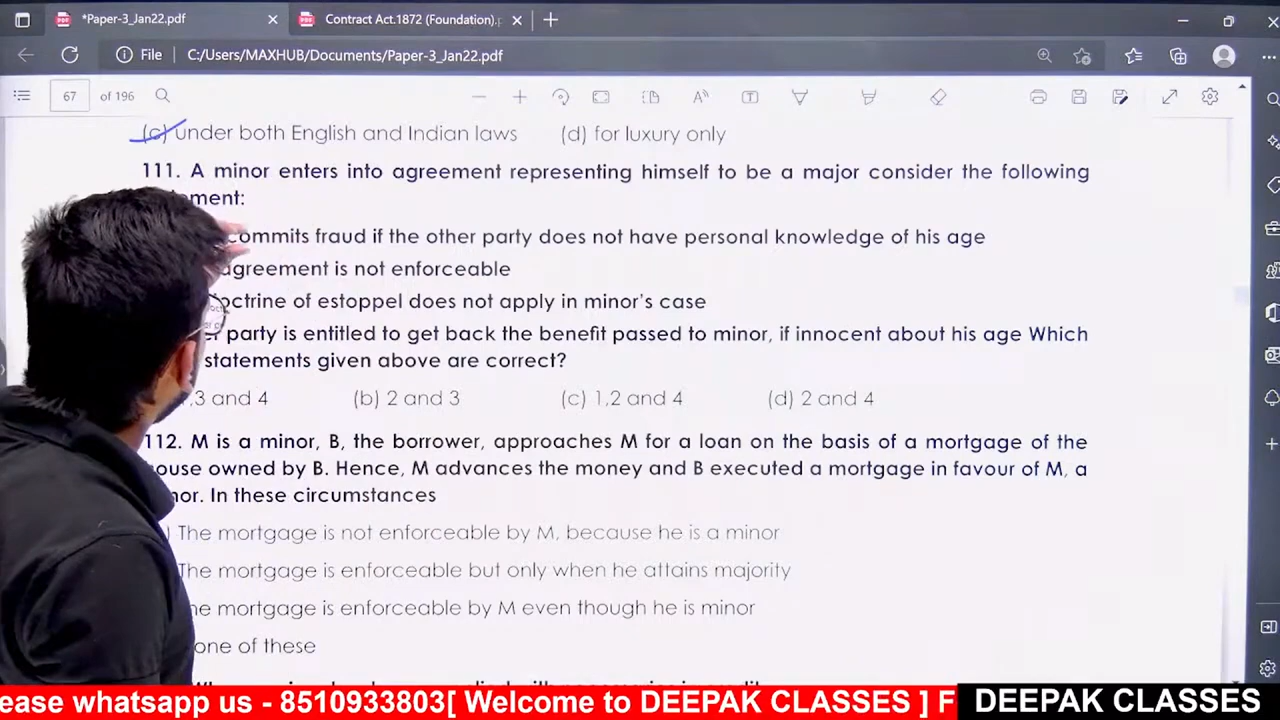 *Paper-3_Jan22.pdf
Contract Act.1872 (Foundation).p
File C:/Users/MAXHUB/Documents/Paper-3_Jan22.pdf
67 of 196
(c) under both English and Indian laws (d) for luxury only
111. A minor enters into agreement representing himself to be a major consider the following
ement:
commits fraud if the other party does not have personal knowledge of his age
agreement is not enforceable
doctrine of estoppel does not apply in minor's case
er party is entitled to get back the benefit passed to minor, if innocent about his age Which
statements given above are correct?
,3 and 4 (b) 2 and 3 (c) 1,2 and 4 (d) 2 and 4
112. M is a minor, B, the borrower, approaches M for a loan on the basis of a mortgage of the
house owned by B. Hence, M advances the money and B executed a mortgage in favour of M, a
nor. In these circumstances
) The mortgage is not enforceable by M, because he is a minor
The mortgage is enforceable but only when he attains majority
he mortgage is enforceable by M even though he is minor
one of these
ease whatsapp us - 8510933803[ Welcome to DEEPAK CLASSES ] F
DEEPAK CLASSES